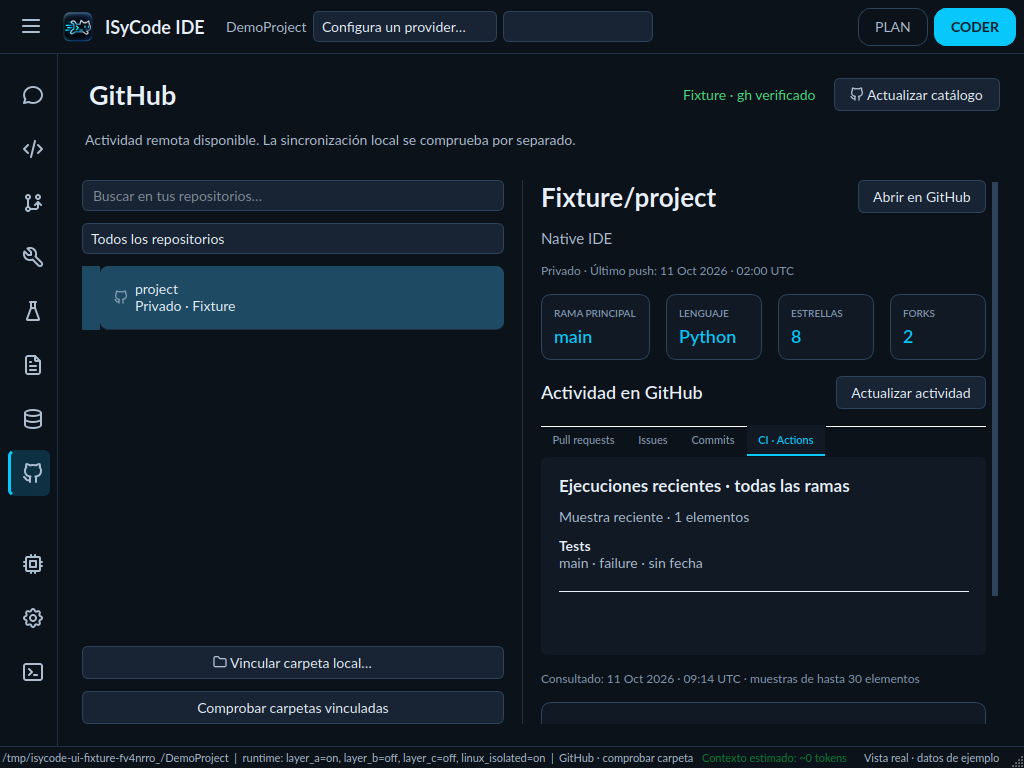 ISyCode IDE
DemoProject
Configura un provider...
PLAN
CODER
GitHub
Fixture · gh verificado
Actualizar catálogo
Actividad remota disponible. La sincronización local se comprueba por separado.
Buscar en tus repositorios...
Todos los repositorios
project
Privado · Fixture
Vincular carpeta local...
Comprobar carpetas vinculadas
Fixture/project
Abrir en GitHub
Native IDE
Privado · Último push: 11 Oct 2026 · 02:00 UTC
RAMA PRINCIPAL
main
LENGUAJE
Python
ESTRELLAS
8
FORKS
2
Actividad en GitHub
Actualizar actividad
Pull requests
Issues
Commits
CI · Actions
Ejecuciones recientes · todas las ramas
Muestra reciente · 1 elementos
Tests
main · failure · sin fecha
Consultado: 11 Oct 2026 · 09:14 UTC · muestras de hasta 30 elementos
/tmp/isycode-ui-fixture-fv4nrro_/DemoProject | runtime: layer_a=on, layer_b=off, layer_c=off, linux_isolated=on | GitHub · comprobar carpeta
Contexto estimado: ~0 tokens
Vista real · datos de ejemplo